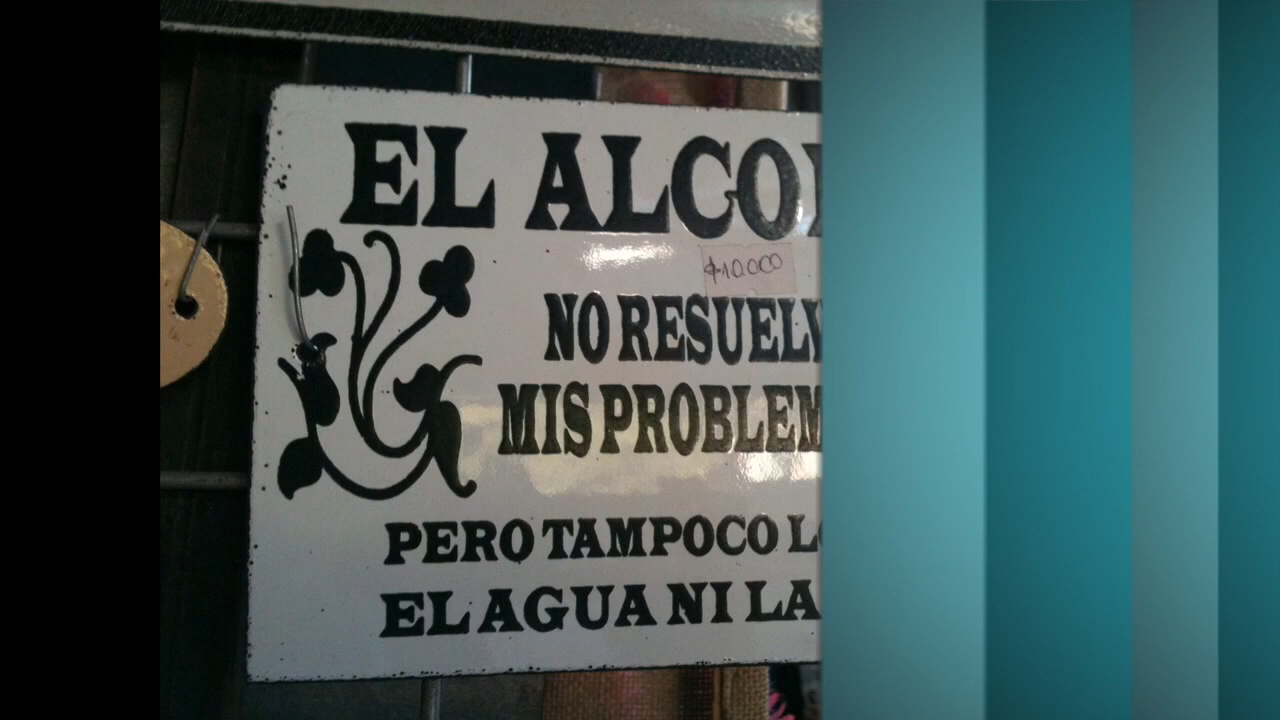 EL ALCO
$10.000
NO RESUELV
MIS PROBLEM
PERO TAMPOCO LO
EL AGUA NI LA